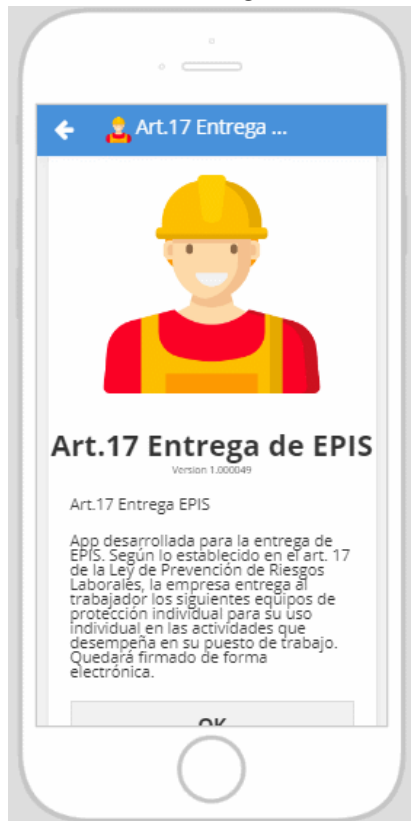 Art.17 Entrega ...
Art.17 Entrega de EPIS
Version 1.000049
Art.17 Entrega EPIS
App desarrollada para la entrega de
EPIS. Según lo establecido en el art. 17
de la Ley de Prevención de Riesgos
Laborales, la empresa entrega al
trabajador los siguientes equipos de
protección individual para su uso
individual en las actividades que
desempeña en su puesto de trabajo.
Quedará firmado de forma
electrónica.
OK